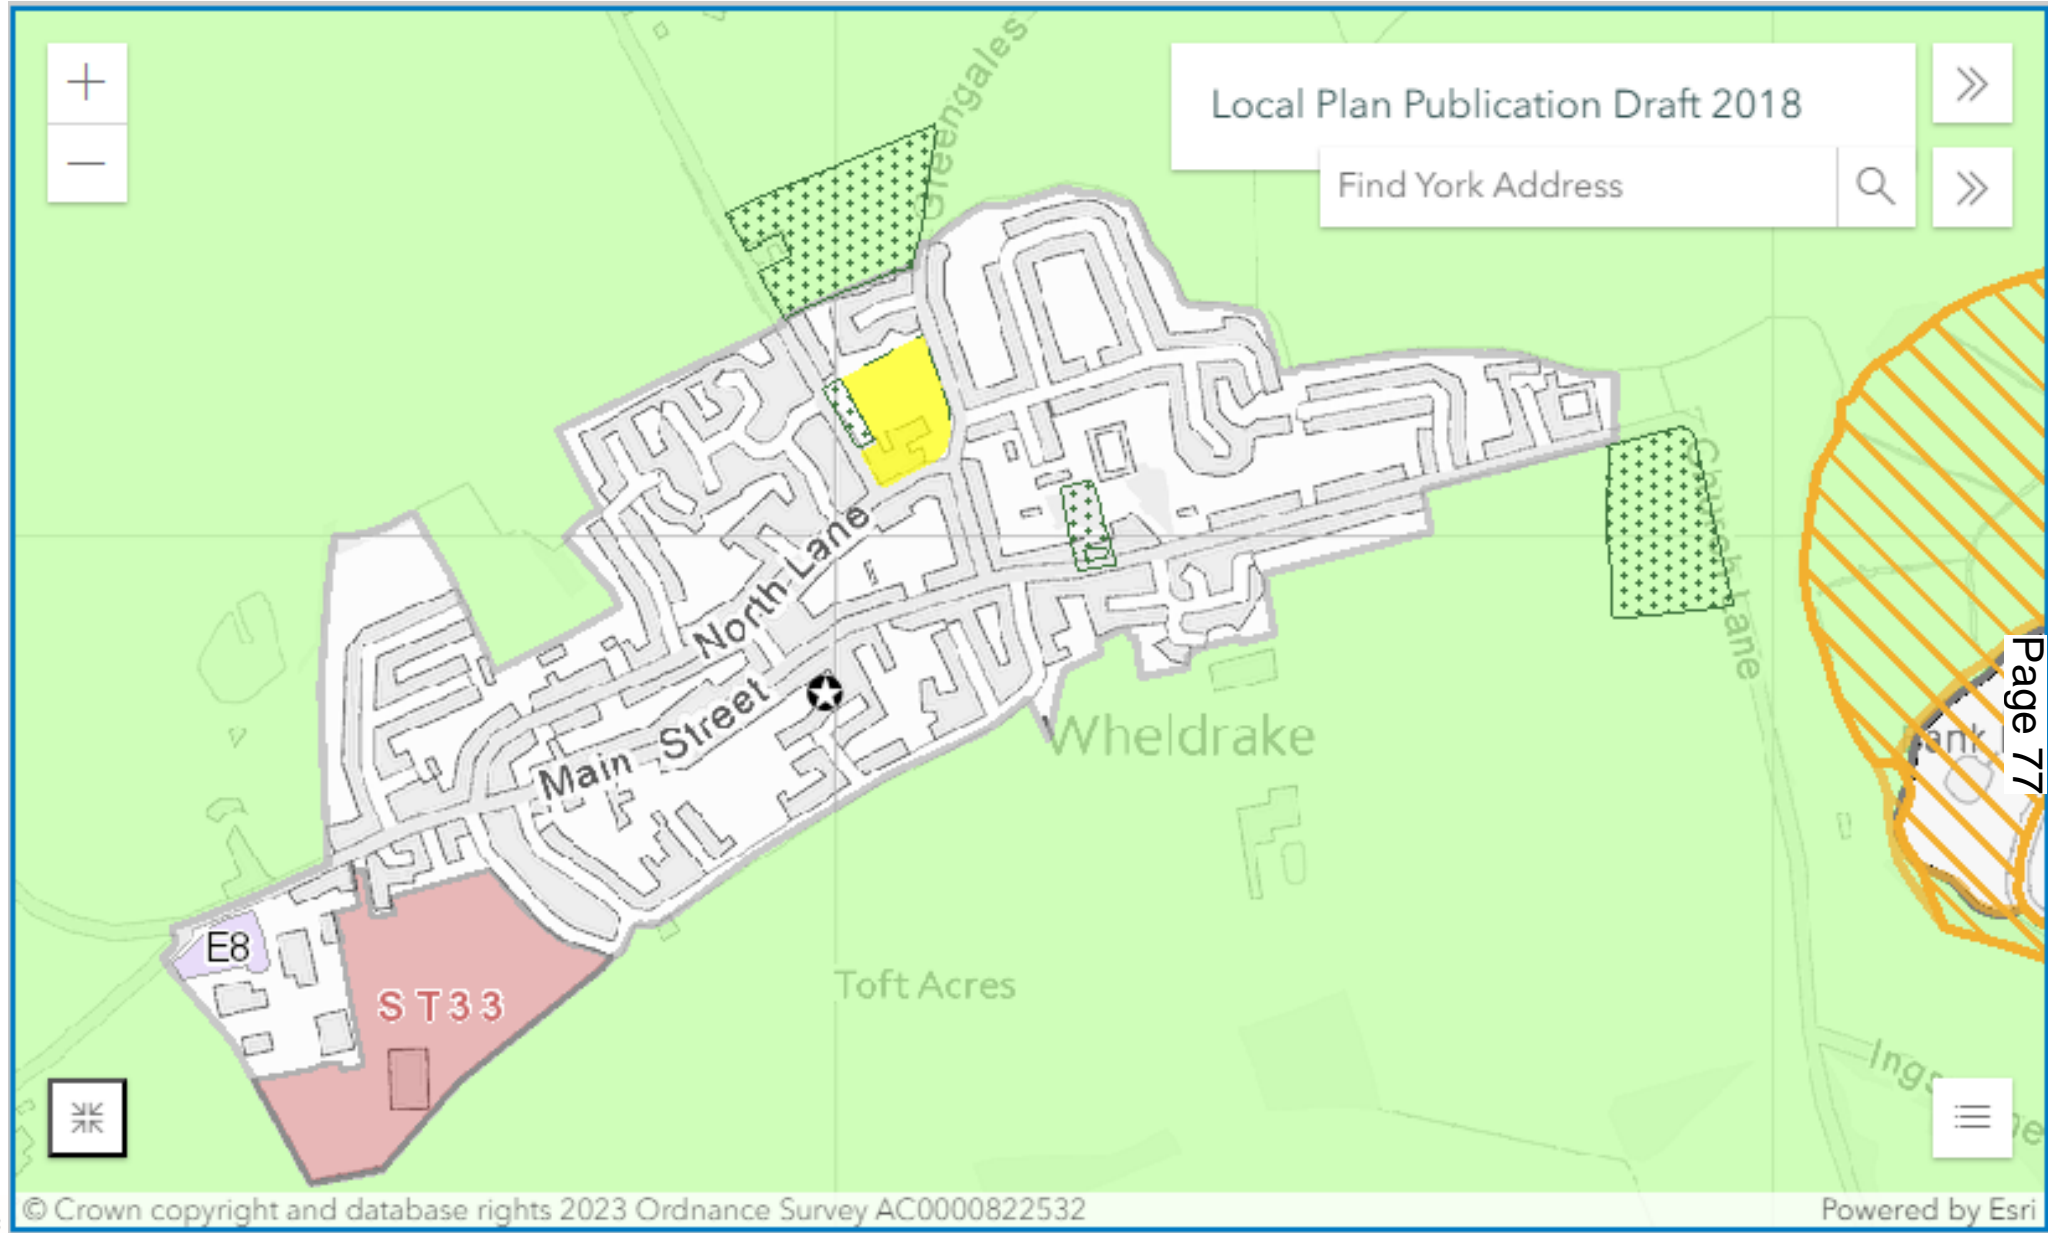 Greengales
Local Plan Publication Draft 2018
Find York Address
Church Lane
North Lane
Main Street
Wheldrake
Page 77
E8
ST33
Toft Acres
Ings
© Crown copyright and database rights 2023 Ordnance Survey AC0000822532
Powered by Esri